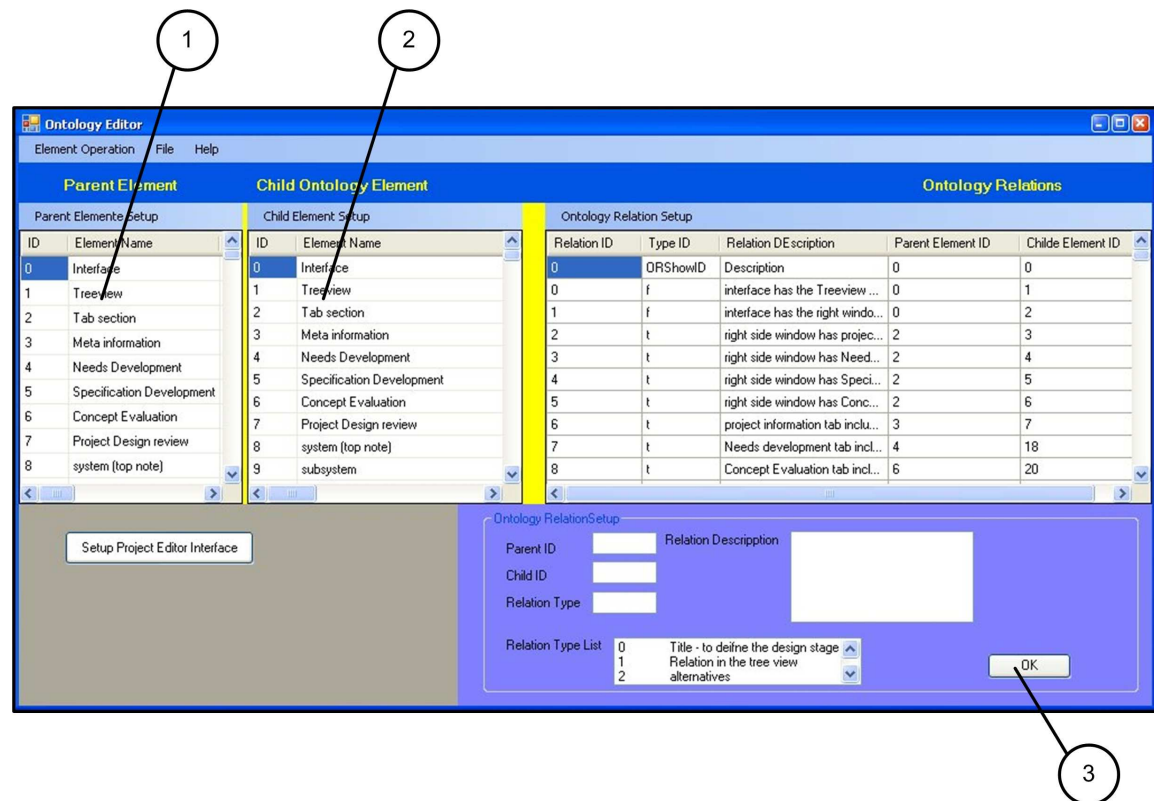 1
2
Ontology Editor
Element Operation File Help
Parent Element Child Ontology Element Ontology Relations
Parent Elemente Setup Child Element Setup Ontology Relation Setup
ID Element Name ID Element Name Relation ID Type ID Relation DEscription Parent Element ID Childe Element ID
0 Interface 0 Interface 0 ORShowID Description 0 0
1 Treeview 1 Treeview 0 f interface has the Treeview ... 0 1
2 Tab section 2 Tab section 1 f interface has the right windo... 0 2
3 Meta information 3 Meta information 2 t right side window has projec... 2 3
4 Needs Development 4 Needs Development 3 t right side window has Need... 2 4
5 Specification Development 5 Specification Development 4 t right side window has Speci... 2 5
6 Concept Evaluation 6 Concept Evaluation 5 t right side window has Conc... 2 6
7 Project Design review 7 Project Design review 6 t project information tab inclu... 3 7
8 system (top note) 8 system (top note) 7 t Needs development tab incl... 4 18
9 subsystem 8 t Concept Evaluation tab incl... 6 20
Setup Project Editor Interface
Ontology RelationSetup
Parent ID Relation Descripption
Child ID
Relation Type
Relation Type List 0 Title - to deifne the design stage
1 Relation in the tree view
2 alternatives
OK
3